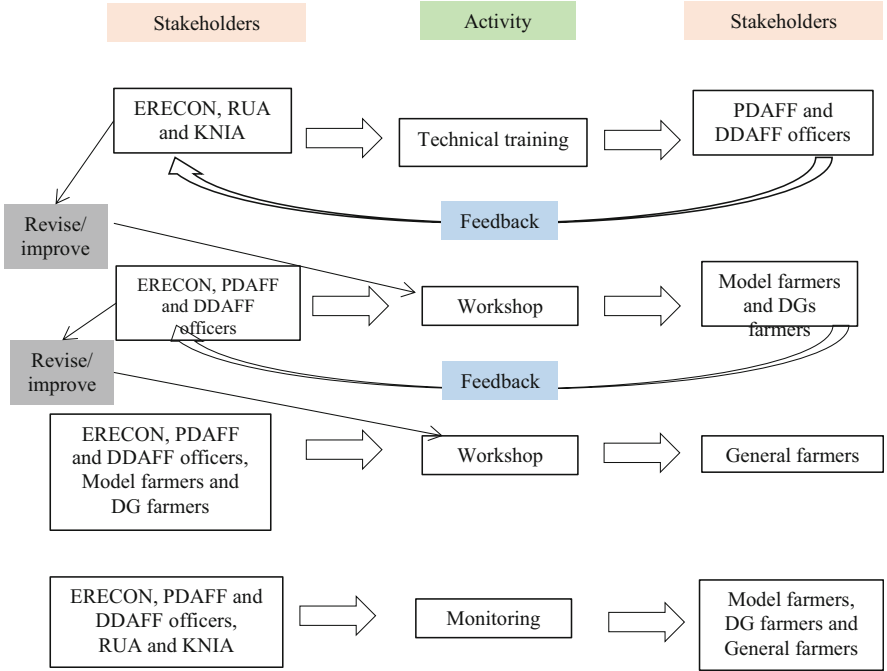 Stakeholders
Activity
Stakeholders
ERECON, RUA
and KNIA
Technical training
PDAFF and
DDAFF officers
Feedback
Revise/
improve
ERECON, PDAFF
and DDAFF
officers
Workshop
Model farmers
and DGs
farmers
Feedback
Revise/
improve
ERECON, PDAFF
and DDAFF officers,
Model farmers and
DG farmers
Workshop
General farmers
ERECON, PDAFF and
DDAFF officers,
RUA and KNIA
Monitoring
Model farmers,
DG farmers and
General farmers